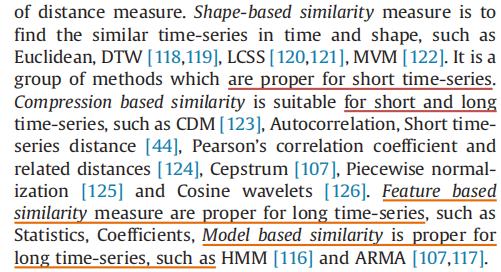 of distance measure. Shape-based similarity measure is to
find the similar time-series in time and shape, such as
Euclidean, DTW [118,119], LCSS [120,121], MVM [122]. It is a
group of methods which are proper for short time-series.
Compression based similarity is suitable for short and long
time-series, such as CDM [123], Autocorrelation, Short time-
series distance [44], Pearson's correlation coefficient and
related distances [124], Cepstrum [107], Piecewise normal-
ization [125] and Cosine wavelets [126]. Feature based
similarity measure are proper for long time-series, such as
Statistics, Coefficients, Model based similarity is proper for
long time-series, such as HMM [116] and ARMA [107,117].